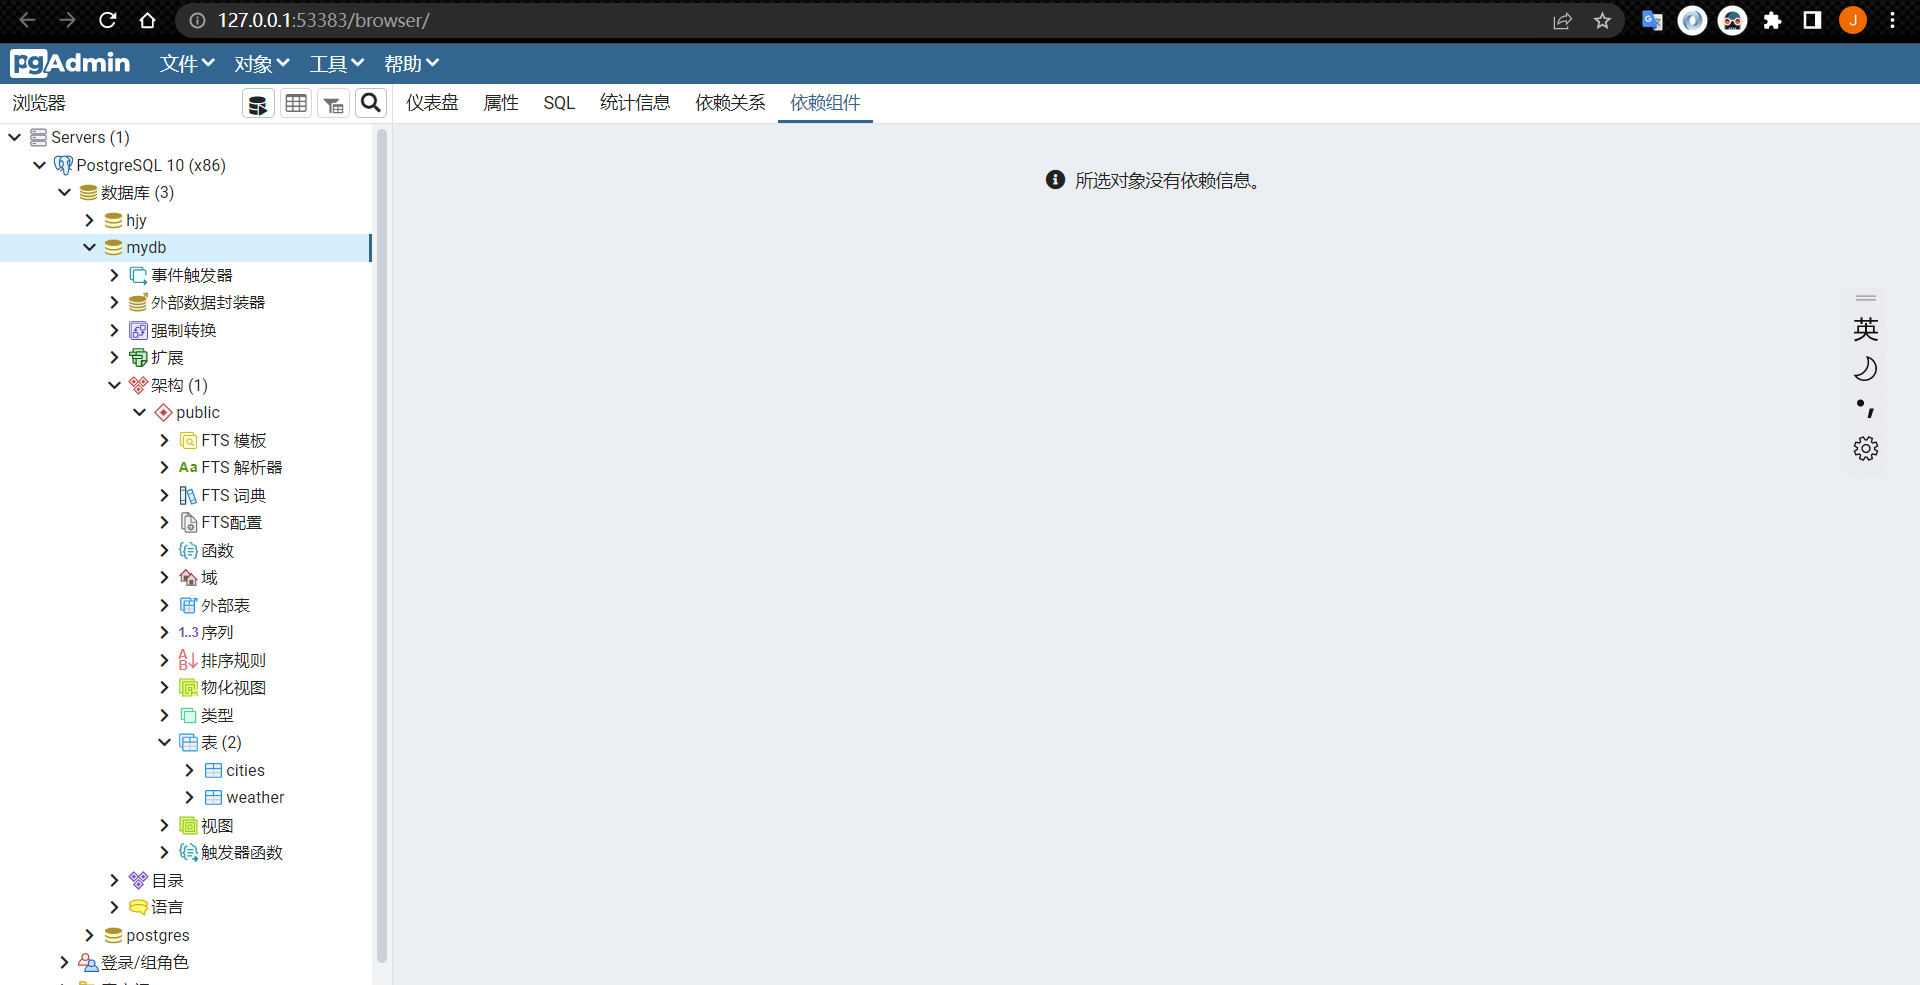 127.0.0.1:53383/browser/
J
pgAdmin 文件 对象 工具 帮助
浏览器
仪表盘 属性 SQL 统计信息 依赖关系 依赖组件
Servers (1)
PostgreSQL 10 (x86)
数据库 (3)
hjy
mydb
事件触发器
外部数据封装器
强制转换
扩展
架构 (1)
public
FTS 模板
Aa FTS 解析器
FTS 词典
FTS配置
函数
域
外部表
1..3 序列
排序规则
物化视图
类型
表 (2)
cities
weather
视图
触发器函数
目录
语言
postgres
登录/组角色
所选对象没有依赖信息。
英